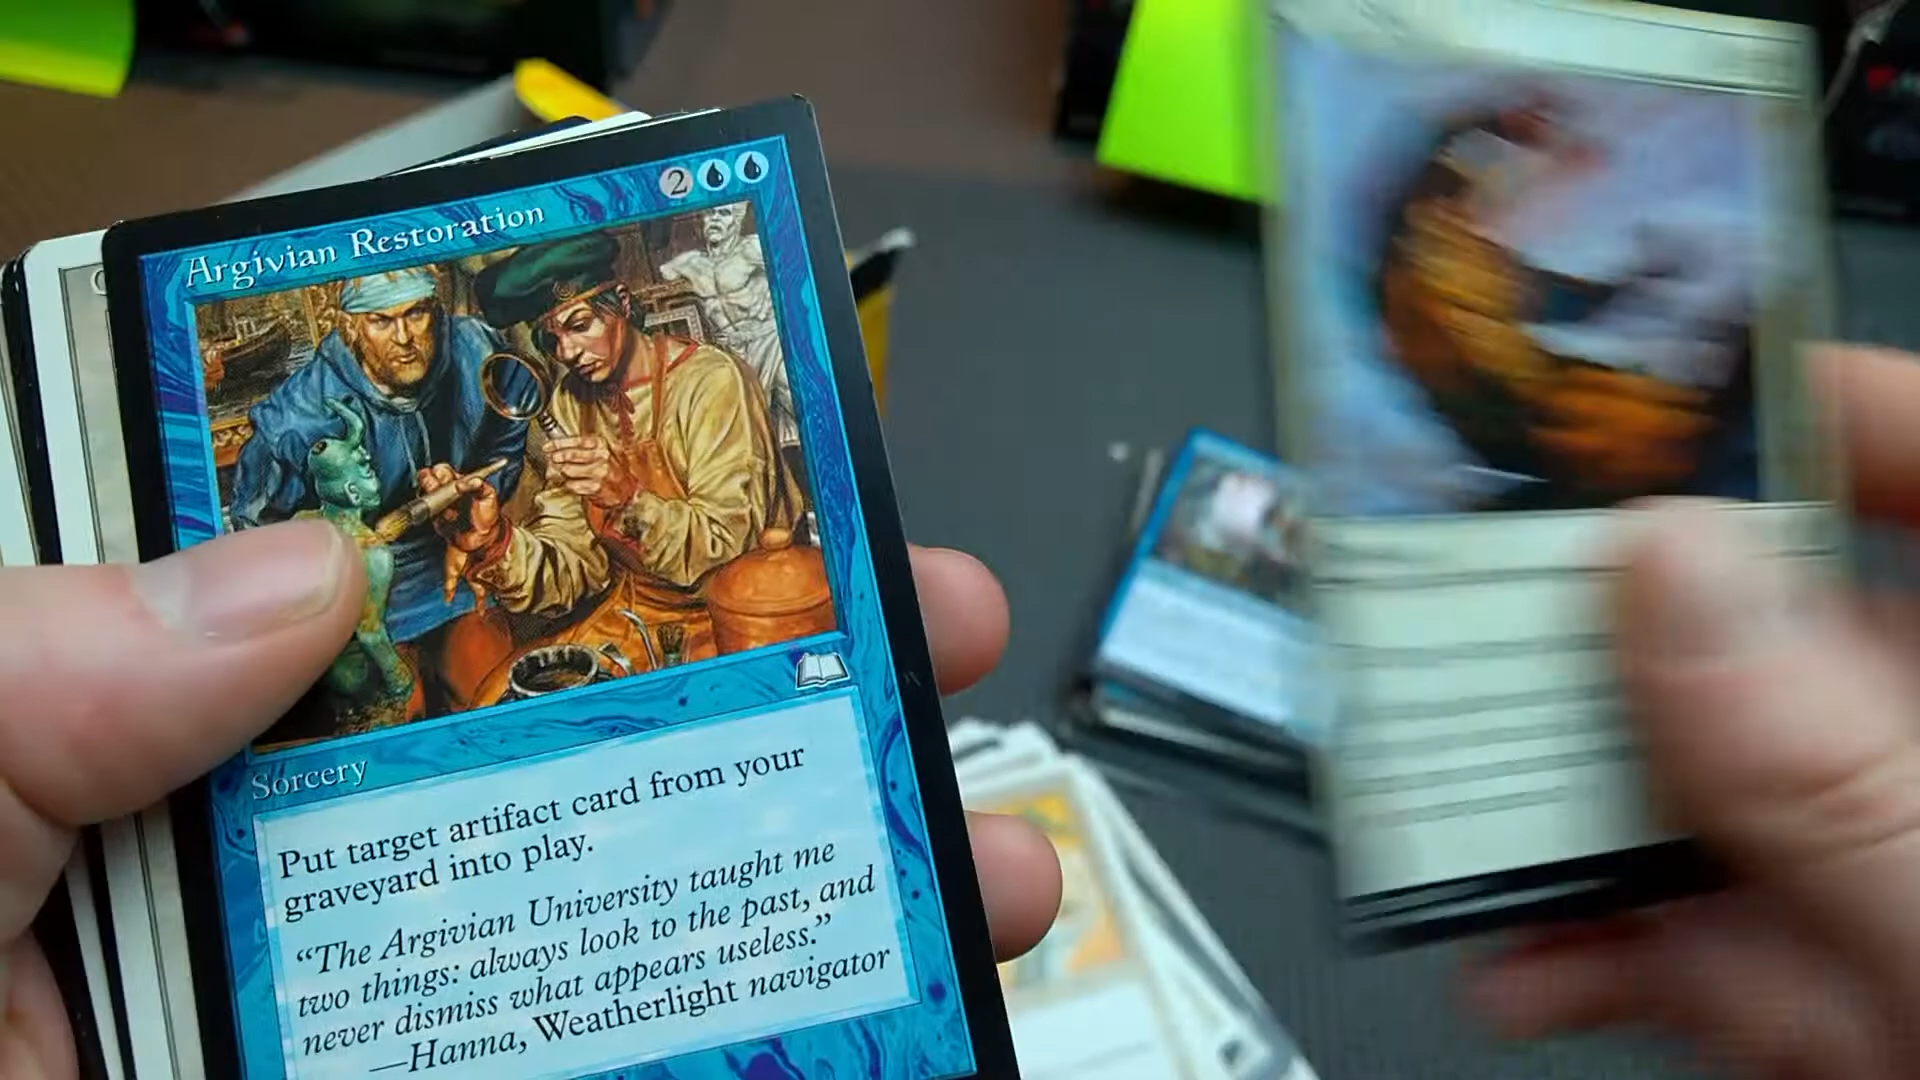 Argivian Restoration
2
Sorcery
Put target artifact card from your
graveyard into play.
“The Argivian University taught me
two things: always look to the past, and
never dismiss what appears useless.”
—Hanna, Weatherlight navigator